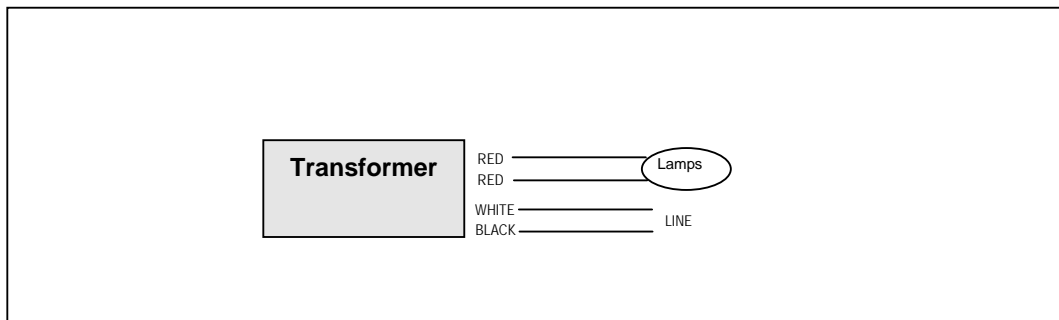 Transformer
RED
RED
Lamps
WHITE
BLACK
LINE